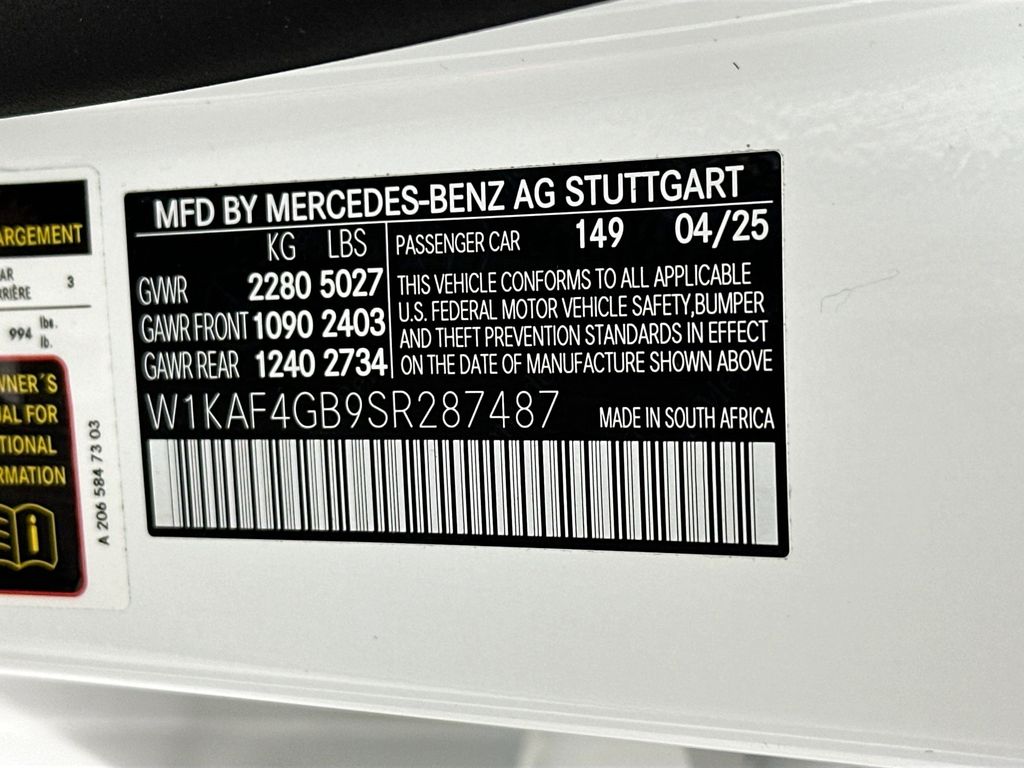 ARGEMENT
AR
RIÈRE 3
994 lbs.
lb.
WNER´S
UAL FOR
ITIONAL
RMATION
A 206 584 73 03
MFD BY MERCEDES-BENZ AG STUTTGART
KG LBS
GVWR 2280 5027
GAWR FRONT 1090 2403
GAWR REAR 1240 2734
PASSENGER CAR 149 04/25
THIS VEHICLE CONFORMS TO ALL APPLICABLE
U.S. FEDERAL MOTOR VEHICLE SAFETY,BUMPER
AND THEFT PREVENTION STANDARDS IN EFFECT
ON THE DATE OF MANUFACTURE SHOWN ABOVE
W1KAF4GB9SR287487 MADE IN SOUTH AFRICA